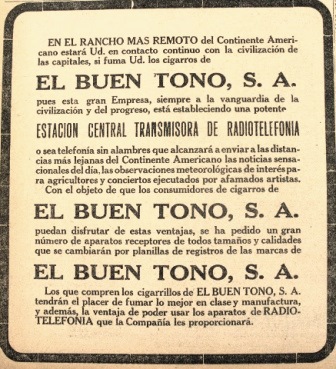 EN EL RANCHO MAS REMOTO del Continente Ameri-
cano estará Ud. en contacto continuo con la civilización de
las capitales, si fuma Ud. los cigarros de
EL BUEN TONO, S. A.
pues esta gran Empresa, siempre a la vanguardia de la
civilización y del progreso, está estableciendo una potente
ESTACION CENTRAL TRANSMISORA DE RADIOTELEFONIA
o sea telefonía sin alambres que alcanzará a enviar a las distan-
cias más lejanas del Continente Americano las noticias sensa-
cionales del día, las observaciones meteorológicas de interés pa-
ra agricultores y conciertos ejecutados por afamados artistas.
Con el objeto de que los consumidores de cigarros de
EL BUEN TONO, S. A.
puedan disfrutar de estas ventajas, se ha pedido un gran
número de aparatos receptores de todos tamaños y calidades
que se cambiarán por planillas de registros de las marcas de
EL BUEN TONO, S. A.
Los que compren los cigarrillos de EL BUEN TONO, S. A.
tendrán el placer de fumar lo mejor en clase y manufactura,
y además, la ventaja de poder usar los aparatos de RADIO-
TELEFONIA que la Compañía les proporcionará.